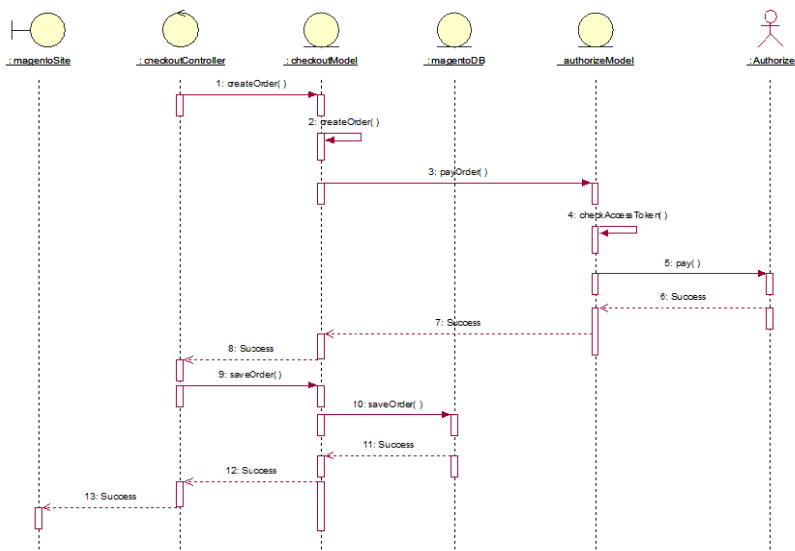 : magentoSite
: checkoutController
: checkoutModel
: magentoDB
authorizeModel
: Authorize
1: createOrder( )
2: createOrder( )
3: payOrder( )
4: checkAccessToken( )
5: pay( )
6: Success
7: Success
8: Success
9: saveOrder( )
10: saveOrder( )
11: Success
12: Success
13: Success